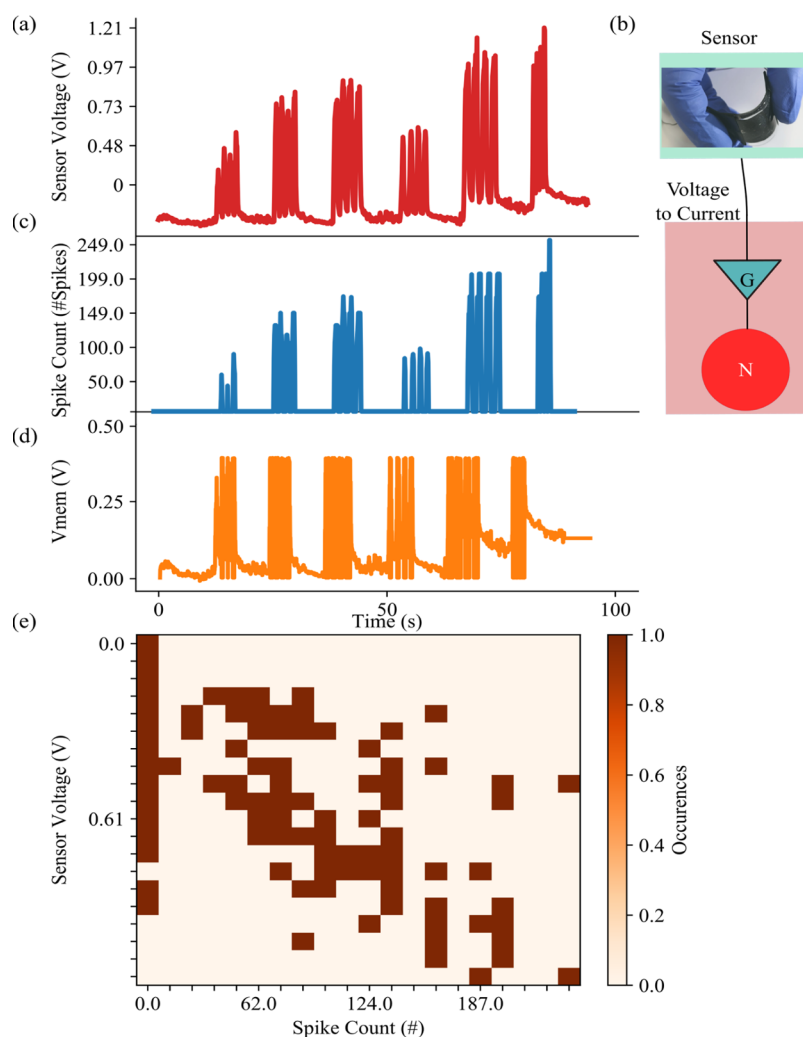 (a)
1.21
0.97
0.73
0.48
0
Sensor Voltage (V)
(b)
Sensor
Voltage
to Current
G
N
(c)
249.0
199.0
149.0
100.0
50.0
Spike Count (#Spikes)
(d)
0.50
0.25
0.00
Vmem (V)
0
50
100
Time (s)
(e)
0.0
0.61
Sensor Voltage (V)
0.0
62.0
124.0
187.0
Spike Count (#)
1.0
0.8
0.6
0.4
0.2
0.0
Occurences